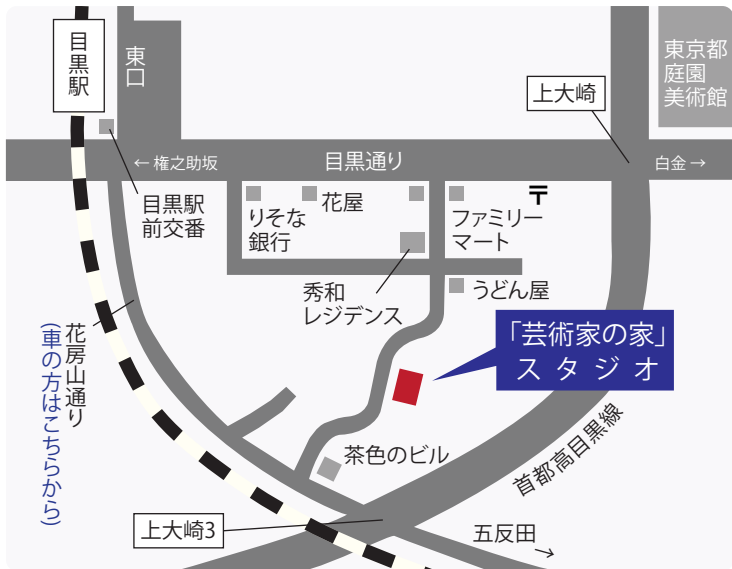 目黒駅
東口
東京都
庭園
美術館
上大崎
← 権之助坂
目黒通り
白金 →
目黒駅
前交番
りそな
銀行
花屋
ファミリー
マート
〒
秀和
レジデンス
うどん屋
「芸術家の家」
スタジオ
花房山通り
(車の方はこちらから)
首都高目黒線
茶色のビル
上大崎3
五反田
→